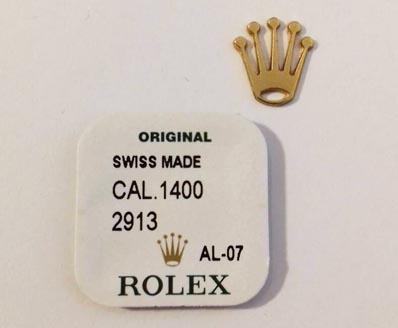 ORIGINAL
SWISS MADE
CAL.1400
2913
AL-07
ROLEX